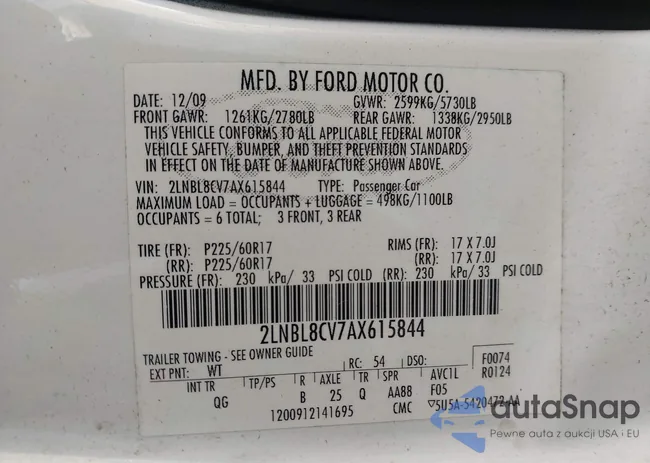 MFD. BY FORD MOTOR CO.
DATE: 12/09 GVWR: 2599KG/5730LB
FRONT GAWR: 1261KG/2780LB REAR GAWR: 1338KG/2950LB
THIS VEHICLE CONFORMS TO ALL APPLICABLE FEDERAL MOTOR
VEHICLE SAFETY, BUMPER, AND THEFT PREVENTION STANDARDS
IN EFFECT ON THE DATE OF MANUFACTURE SHOWN ABOVE.
VIN: 2LNBL8CV7AX615844 TYPE: Passenger Car
MAXIMUM LOAD = OCCUPANTS + LUGGAGE = 498KG/1100LB
OCCUPANTS = 6 TOTAL; 3 FRONT, 3 REAR
TIRE (FR): P225/60R17 RIMS (FR): 17 X 7.0J
(RR): P225/60R17 (RR): 17 X 7.0J
PRESSURE (FR): 230 kPa/ 33 PSI COLD (RR): 230 kPa/ 33 PSI COLD
2LNBL8CV7AX615844
TRAILER TOWING - SEE OWNER GUIDE
EXT PNT: WT RC: 54 DSO: F0074
R0124
INT TR TP/PS R AXLE TR SPR AVC1L
QG B 25 Q AA88 F05
1200912141695 CMC ▽5U5A-5420472-AA
autoSnap
Pewne auta z aukcji USA i EU